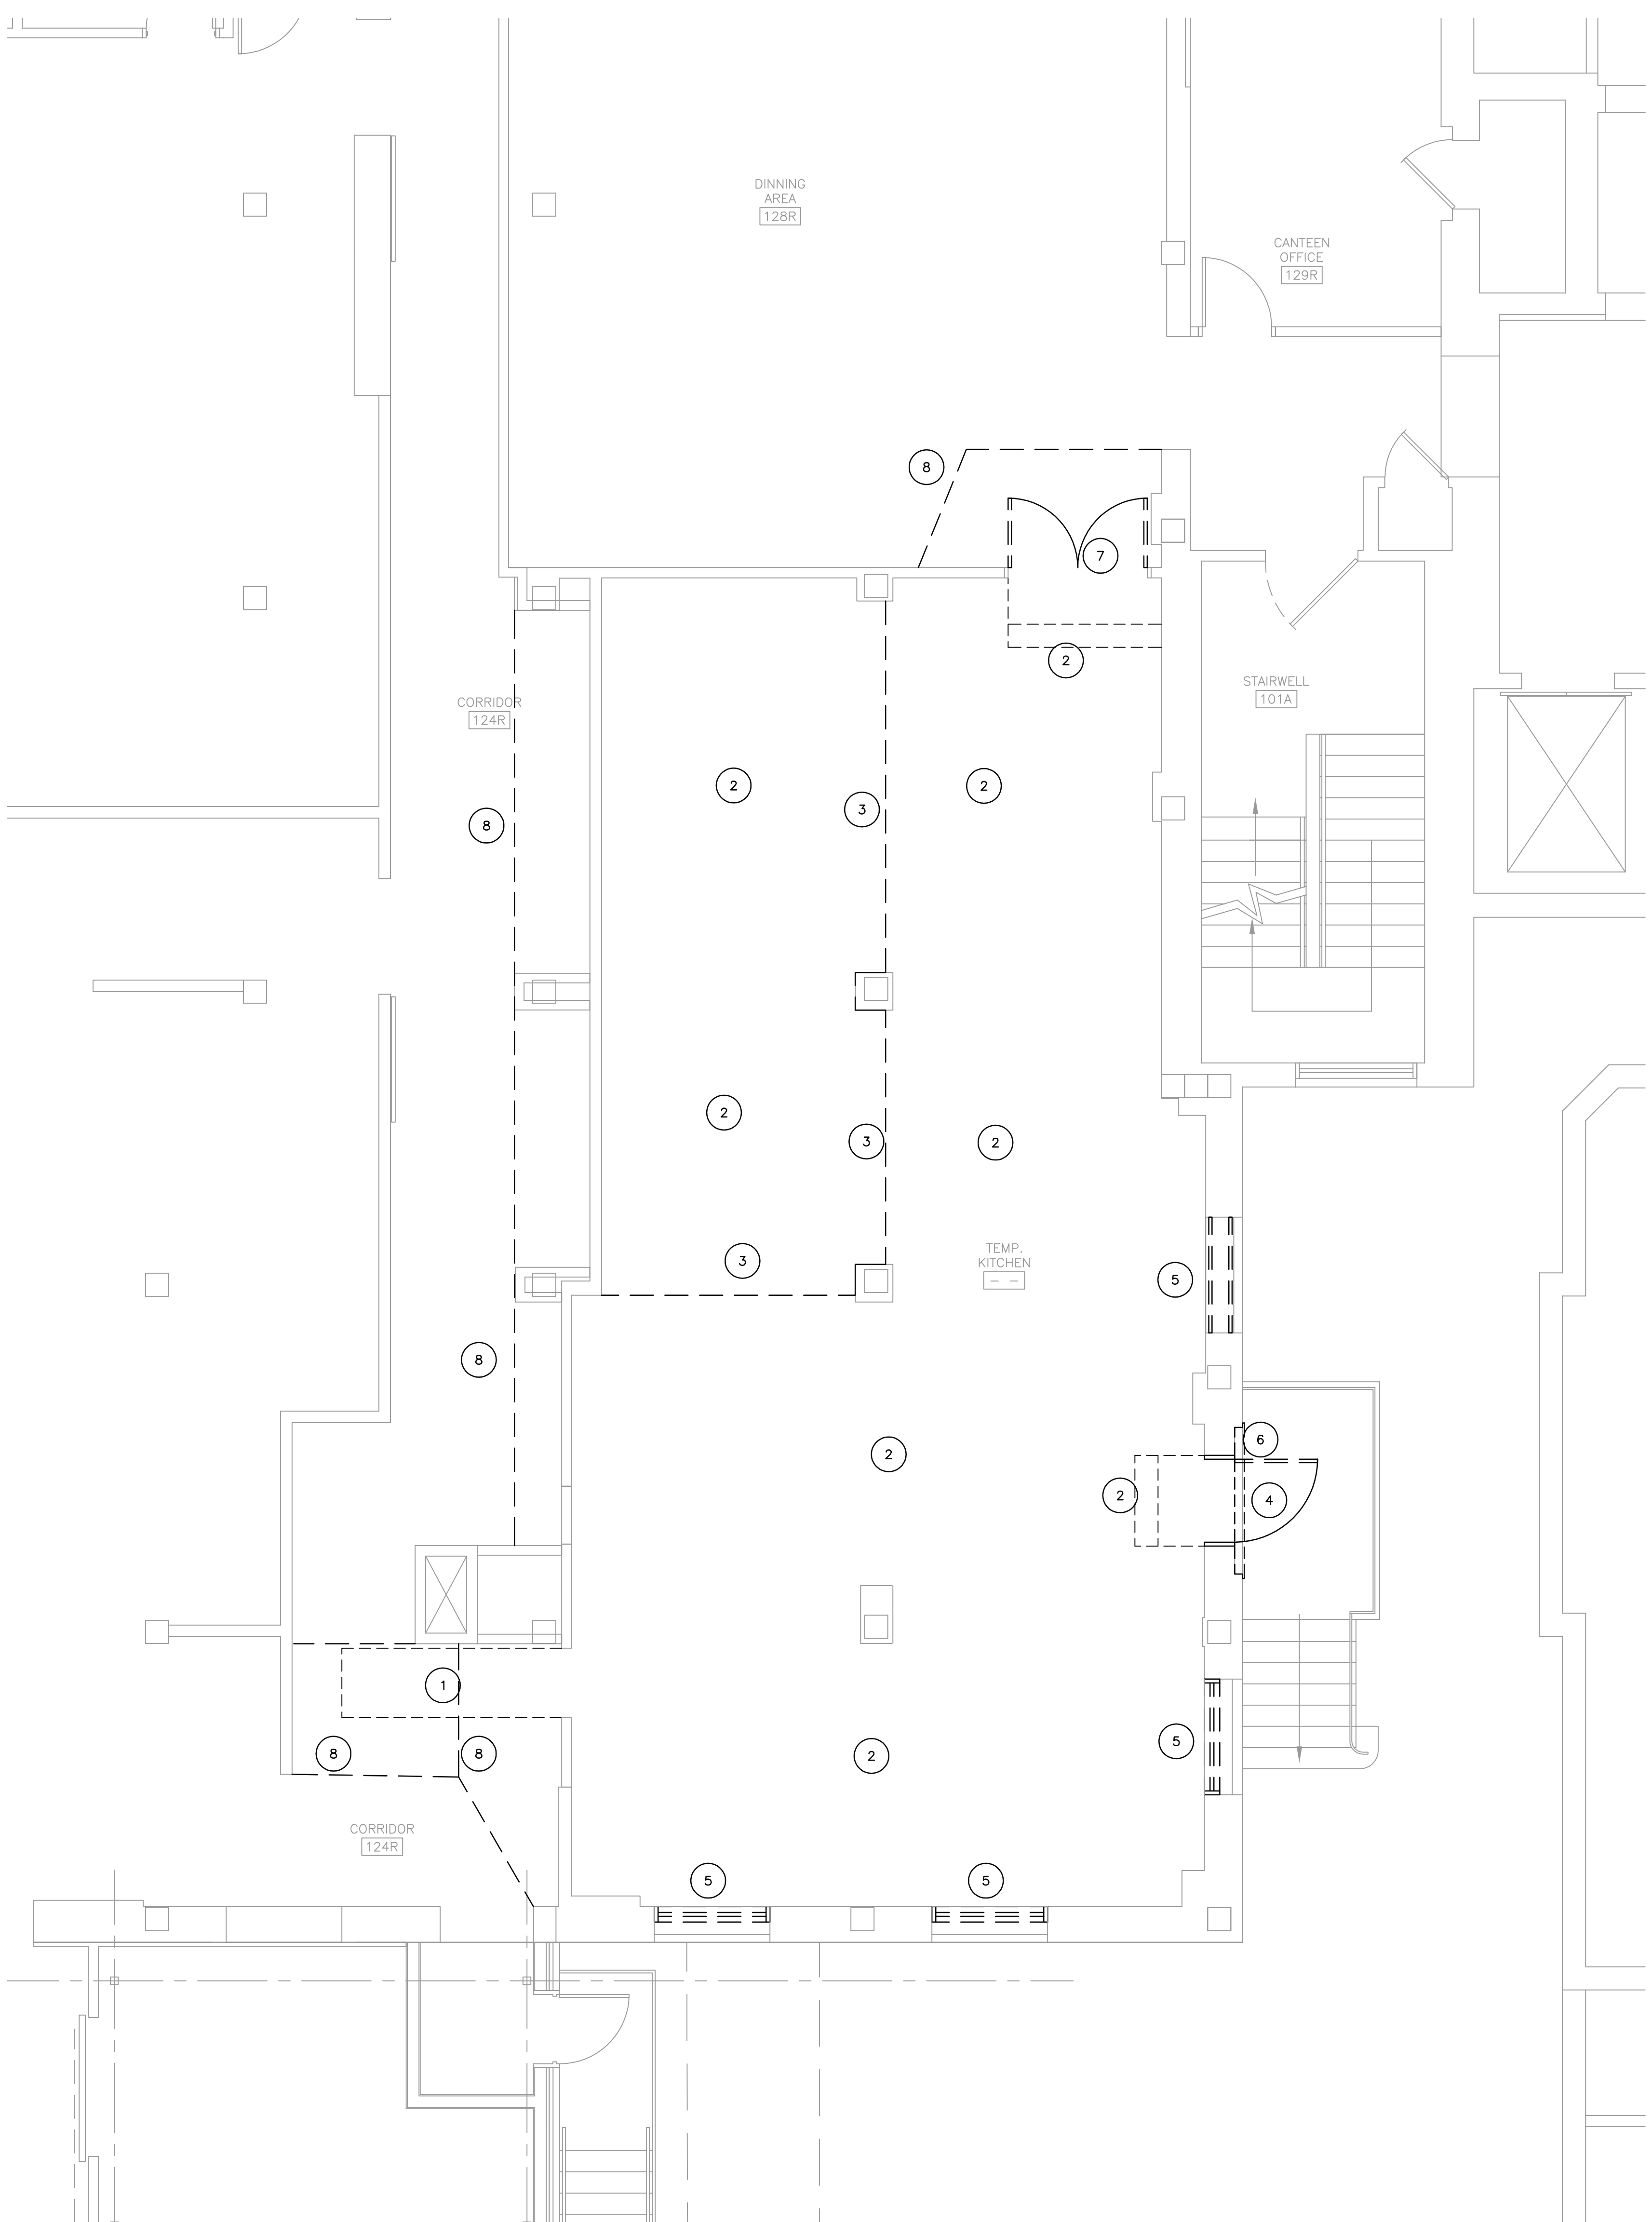 DINNING
AREA
128R
CANTEEN
OFFICE
129R
8
7
2
STAIRWELL
101A
CORRIDOR
124R
2
2
3
8
2
3
2
3
TEMP.
KITCHEN
— —
5
8
6
2
2
4
1
8
8
5
2
CORRIDOR
124R
5
5